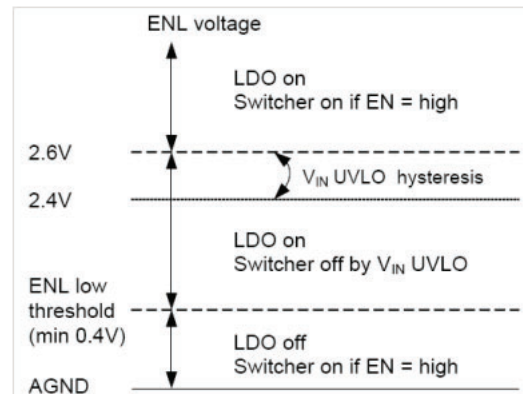 ENL voltage
LDO on
Switcher on if EN = high
2.6V
VIN UVLO hysteresis
2.4V
LDO on
Switcher off by VIN UVLO
ENL low
threshold
(min 0.4V)
LDO off
Switcher on if EN = high
AGND